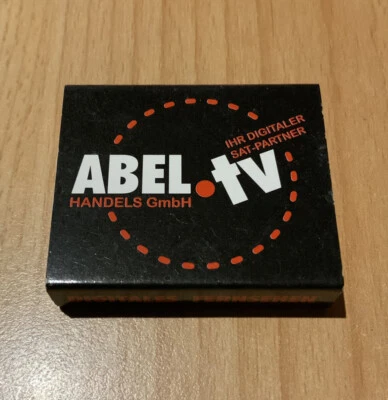 IHR DIGITALER
SAT-PARTNER
ABEL.tv
HANDELS GmbH